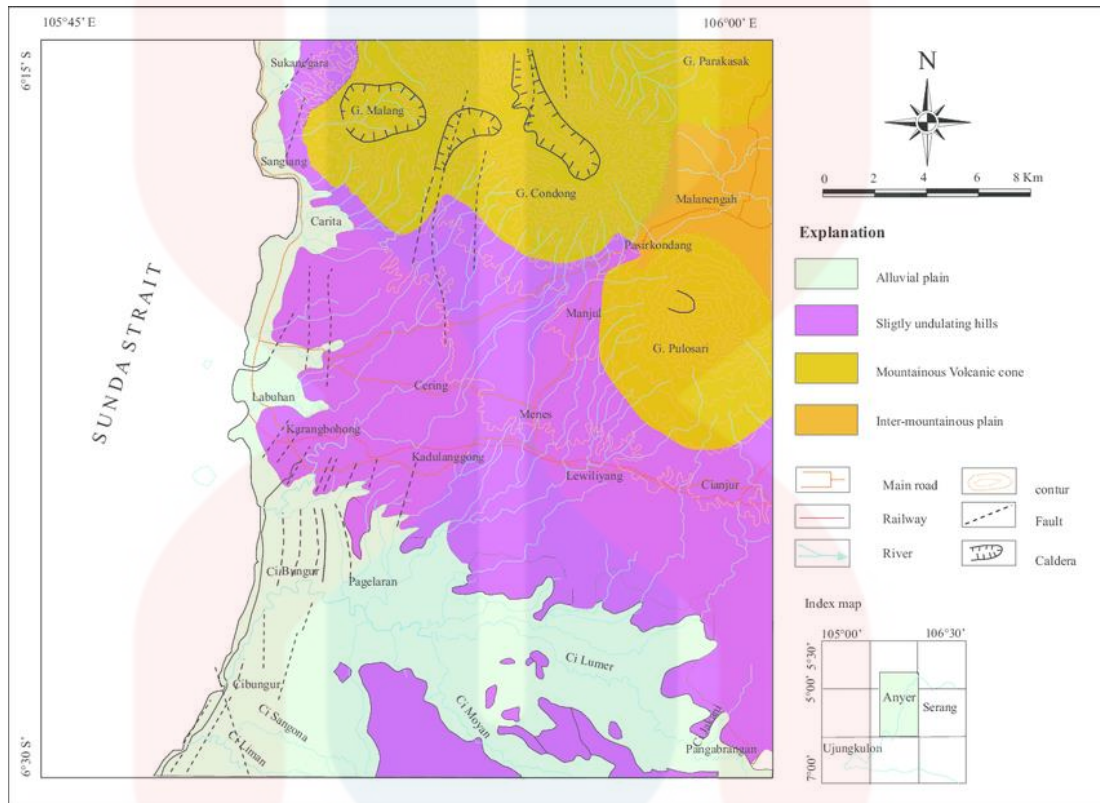 105°45' E
106°00' E
6°15' S
Sukanegara
G. Parakasak
G. Malang
N
Sangiang
G. Condong
Malanengah
0 2 4 6 8 Km
Carita
Pasirkondang
Explanation
Alluvial plain
Manjul
Sligtly undulating hills
G. Pulosari
SUNDA STRAIT
Mountainous Volcanic cone
Cering
Labuhan
Menes
Inter-mountainous plain
Karangbohong
Kadulanggong
Lewiliyang
Cianjur
Main road
contur
Railway
Fault
River
Caldera
Ci Bungur
Pagelaran
Index map
105°00'
106°30'
5°30'
5°00'
Ci Lumer
Cibungur
Anyer
Serang
Ci Moyan
Ci Sangona
Ci Liman
Pangabrangan
Ujungkulon
7°00'
6°30' S